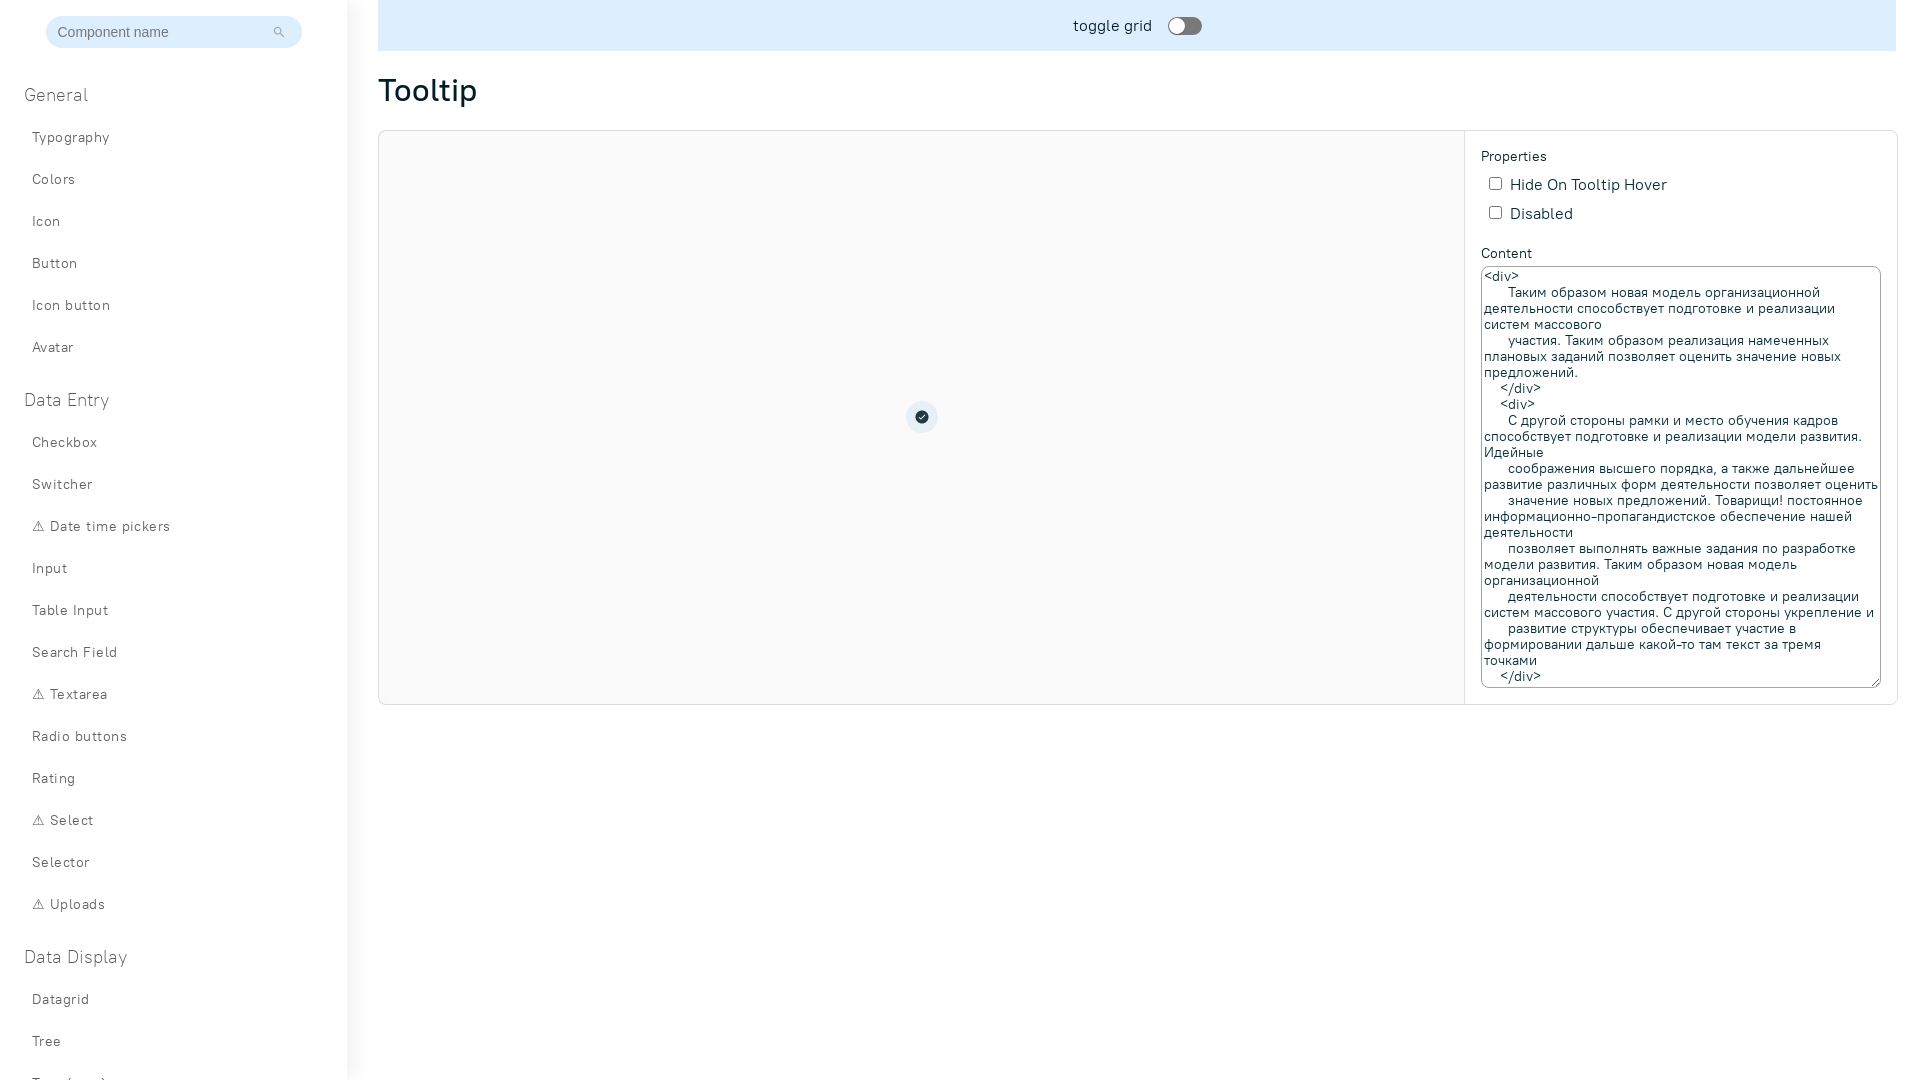 Component name
General
Typography
Colors
Icon
Button
Icon button
Avatar
Data Entry
Checkbox
Switcher
⚠ Date time pickers
Input
Table Input
Search Field
⚠ Textarea
Radio buttons
Rating
⚠ Select
Selector
⚠ Uploads
Data Display
Datagrid
Tree
toggle grid
Tooltip
Properties
Hide On Tooltip Hover
Disabled
Content
<div>
Таким образом новая модель организационной
деятельности способствует подготовке и реализации
систем массового
участия. Таким образом реализация намеченных
плановых заданий позволяет оценить значение новых
предложений.
</div>
<div>
С другой стороны рамки и место обучения кадров
способствует подготовке и реализации модели развития.
Идейные
соображения высшего порядка, а также дальнейшее
развитие различных форм деятельности позволяет оценить
значение новых предложений. Товарищи! постоянное
информационно-пропагандистское обеспечение нашей
деятельности
позволяет выполнять важные задания по разработке
модели развития. Таким образом новая модель
организационной
деятельности способствует подготовке и реализации
систем массового участия. С другой стороны укрепление и
развитие структуры обеспечивает участие в
формировании дальше какой-то там текст за тремя
точками
</div>